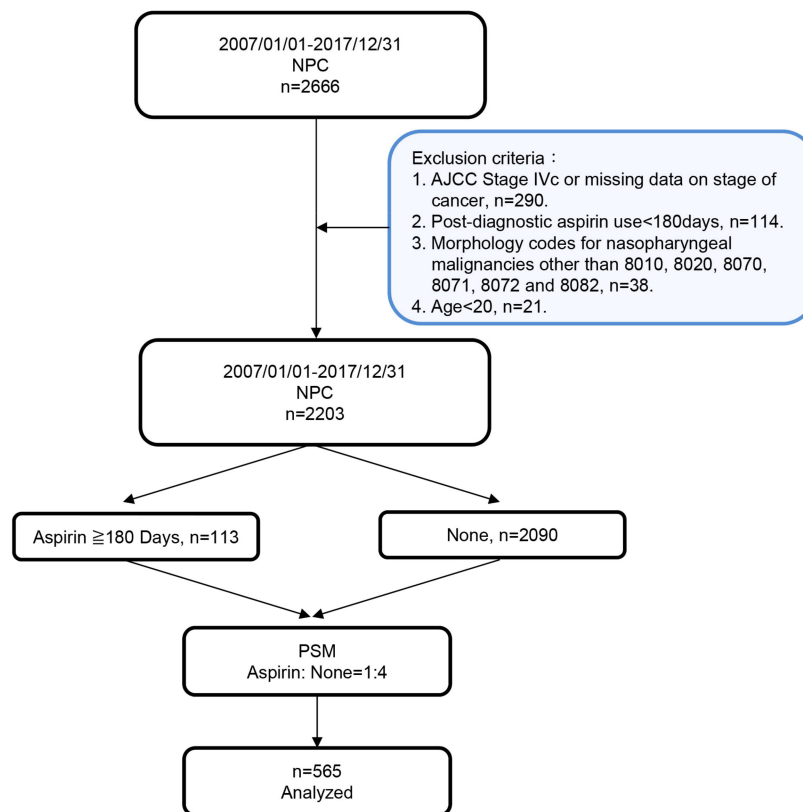 2007/01/01-2017/12/31
NPC
n=2666
Exclusion criteria：
1. AJCC Stage IVc or missing data on stage of
cancer, n=290.
2. Post-diagnostic aspirin use<180days, n=114.
3. Morphology codes for nasopharyngeal
malignancies other than 8010, 8020, 8070,
8071, 8072 and 8082, n=38.
4. Age<20, n=21.
2007/01/01-2017/12/31
NPC
n=2203
Aspirin ≧180 Days, n=113
None, n=2090
PSM
Aspirin: None=1:4
n=565
Analyzed